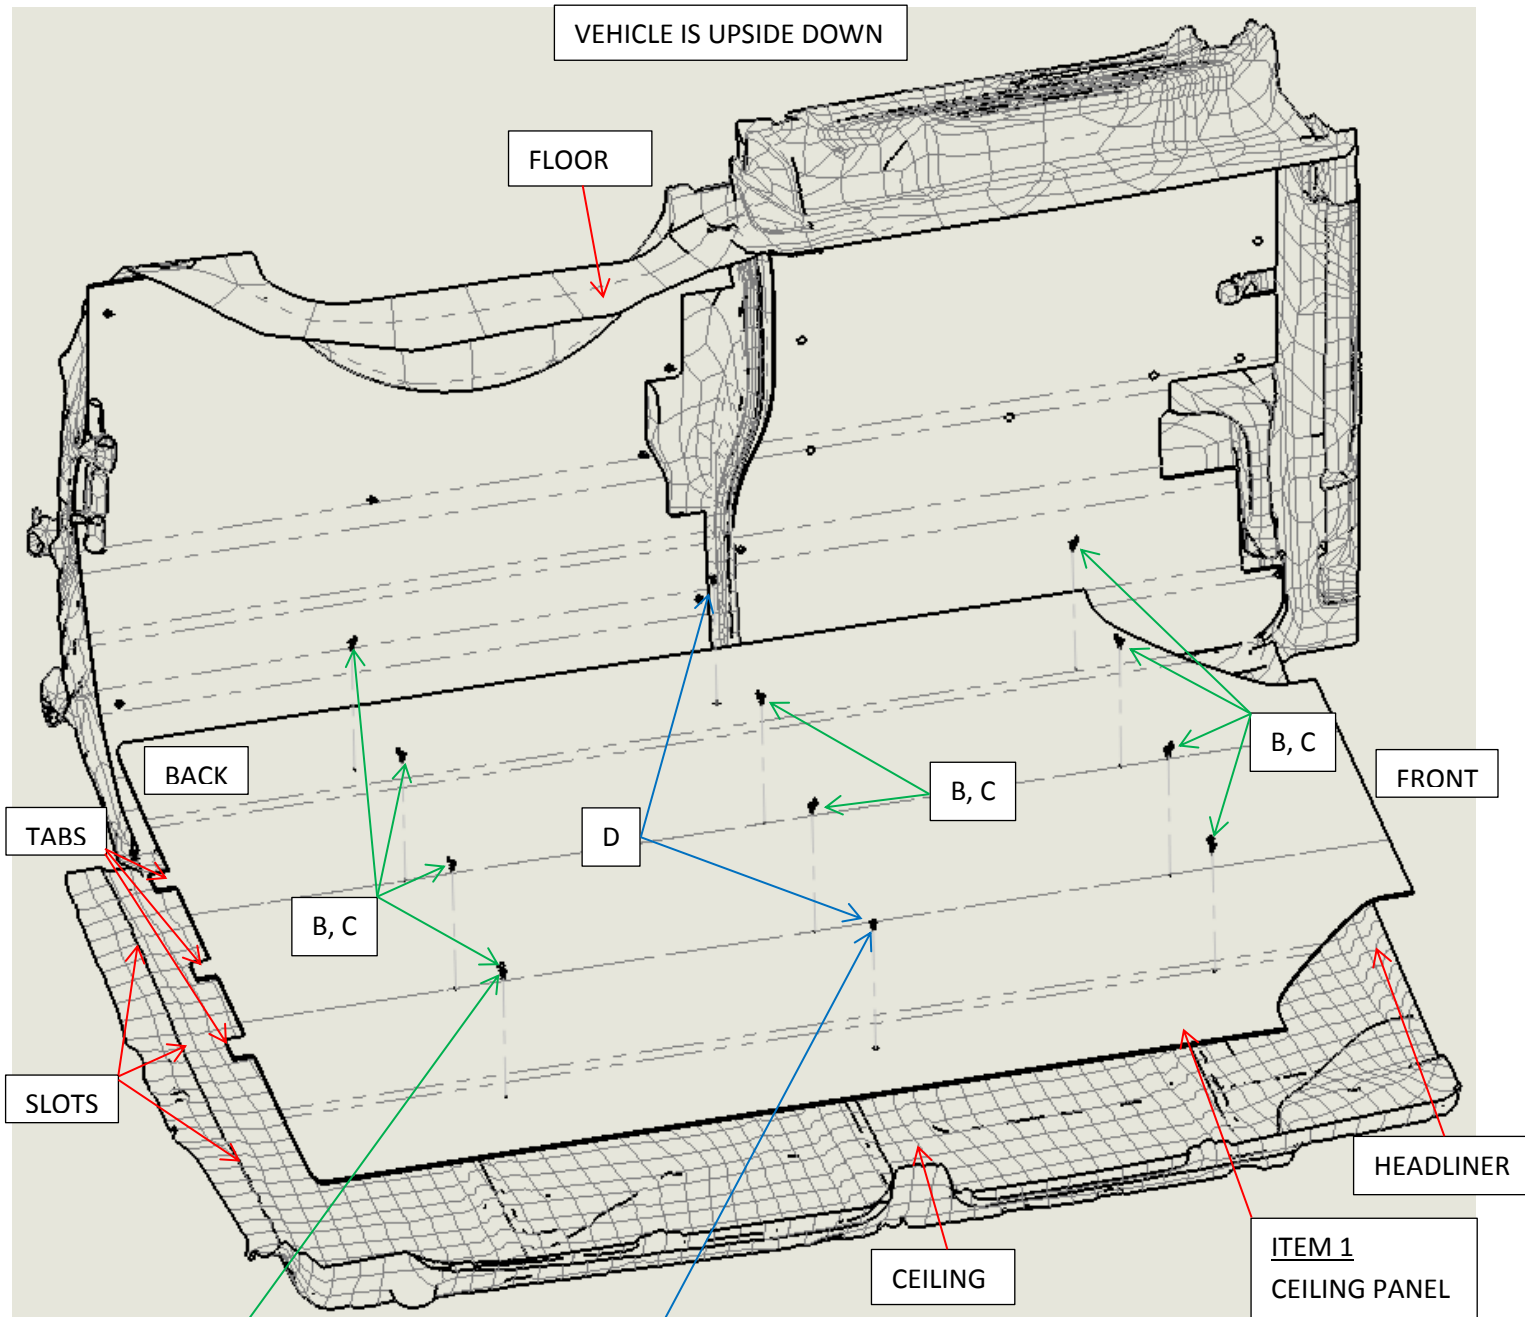 VEHICLE IS UPSIDE DOWN
FLOOR
BACK
B, C
FRONT
B, C
TABS
D
B, C
SLOTS
HEADLINER
CEILING
ITEM 1
CEILING PANEL